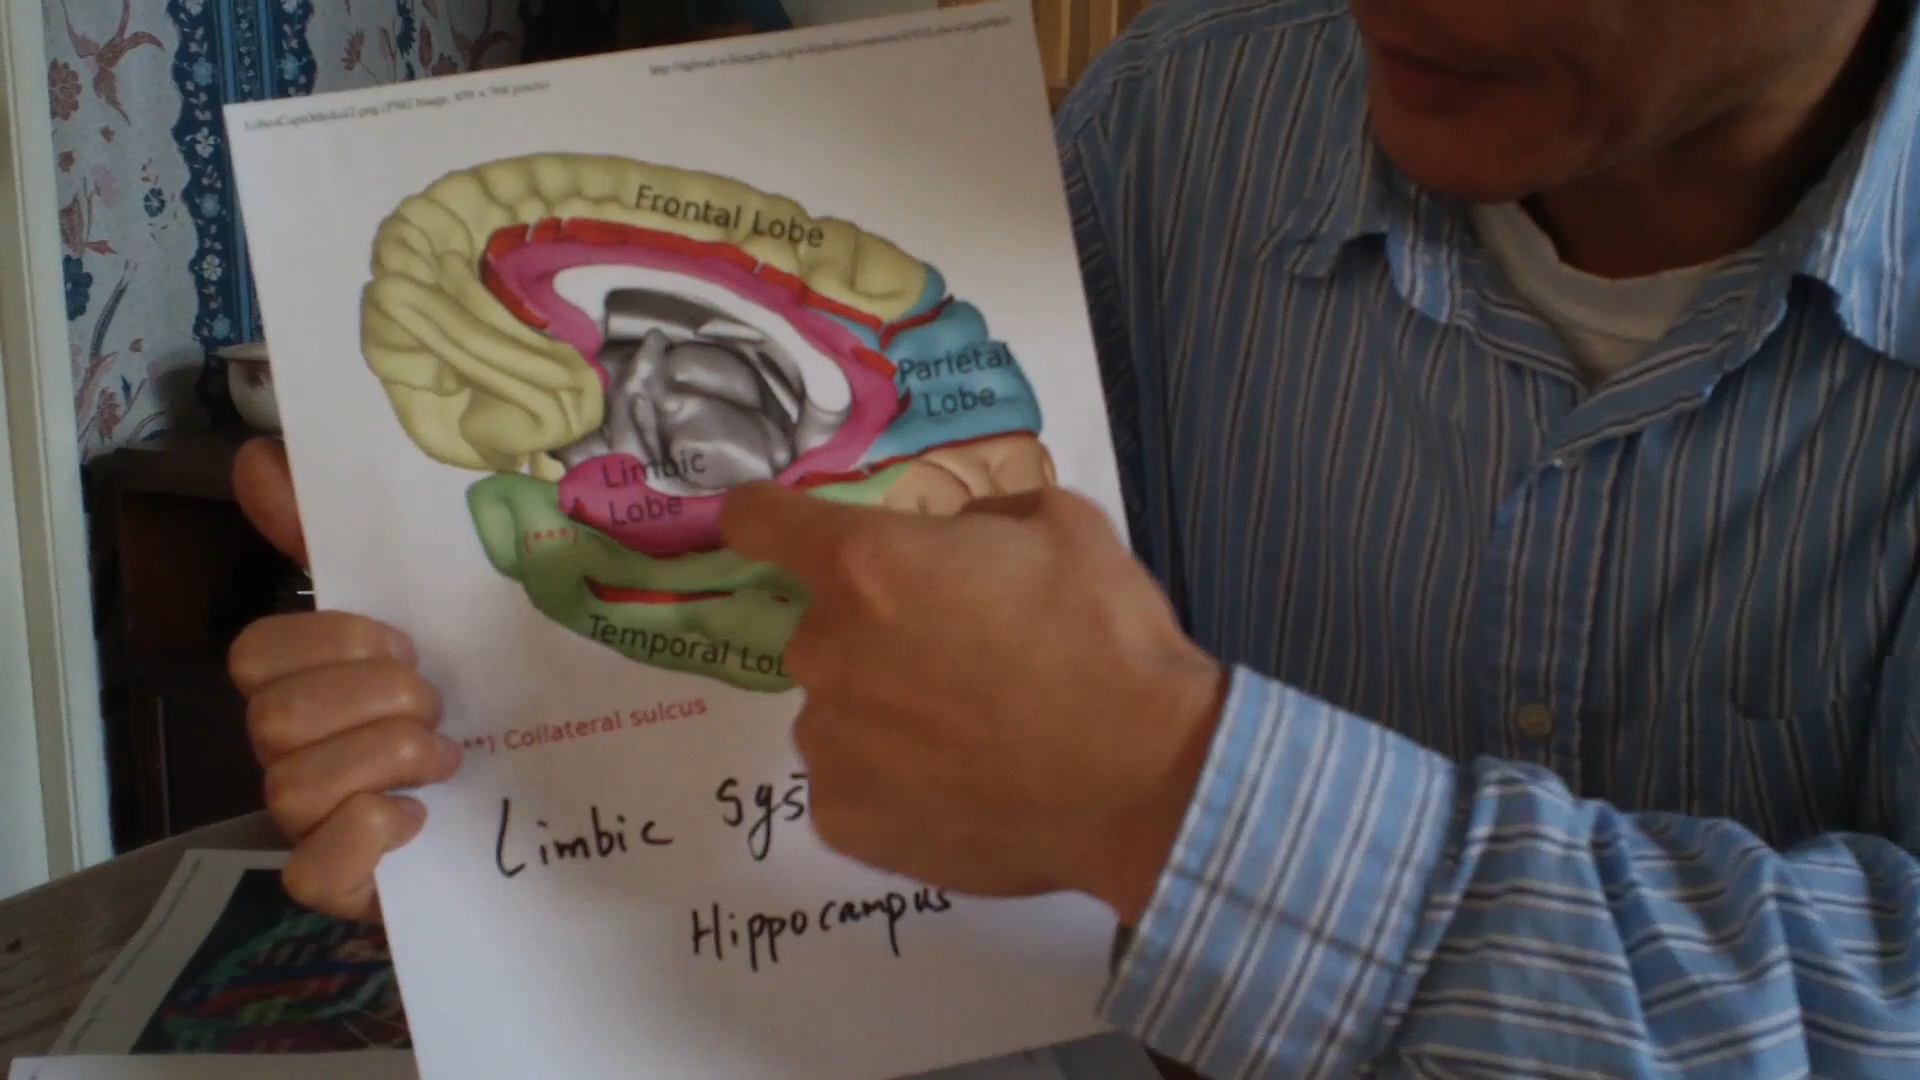 Frontal Lobe
Parietal
Lobe
Limbic
Lobe
(***)
Temporal Lo
**) Collateral sulcus
Limbic Sys
Hippocampus